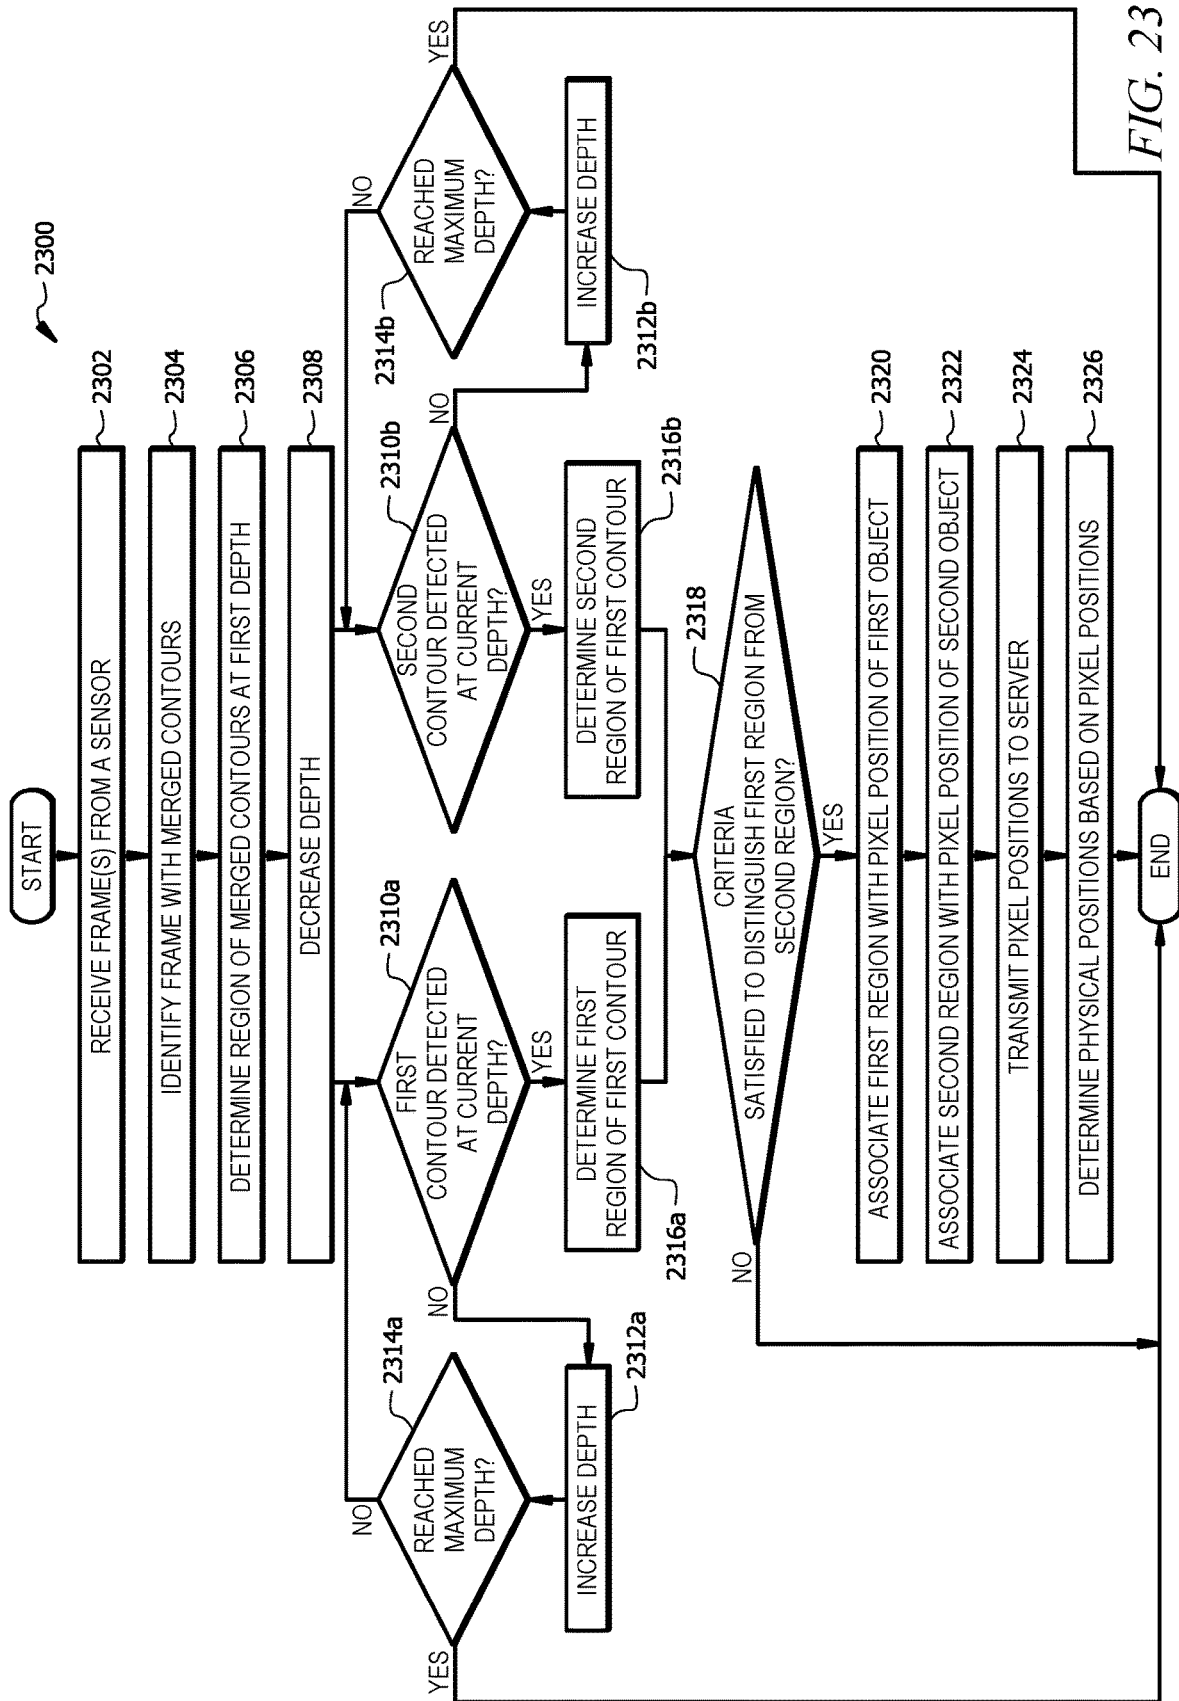 2300
START
RECEIVE FRAME(S) FROM A SENSOR
2302
IDENTIFY FRAME WITH MERGED CONTOURS
2304
DETERMINE REGION OF MERGED CONTOURS AT FIRST DEPTH
2306
DECREASE DEPTH
2308
YES
REACHED
MAXIMUM
DEPTH?
NO
2314a
INCREASE DEPTH
2312a
FIRST
CONTOUR DETECTED
AT CURRENT
DEPTH?
2310a
NO
YES
DETERMINE FIRST
REGION OF FIRST CONTOUR
2316a
SECOND
CONTOUR DETECTED
AT CURRENT
DEPTH?
2310b
NO
YES
DETERMINE SECOND
REGION OF FIRST CONTOUR
2316b
REACHED
MAXIMUM
DEPTH?
NO
YES
2314b
INCREASE DEPTH
2312b
CRITERIA
SATISFIED TO DISTINGUISH FIRST REGION FROM
SECOND REGION?
2318
NO
YES
ASSOCIATE FIRST REGION WITH PIXEL POSITION OF FIRST OBJECT
2320
ASSOCIATE SECOND REGION WITH PIXEL POSITION OF SECOND OBJECT
2322
TRANSMIT PIXEL POSITIONS TO SERVER
2324
DETERMINE PHYSICAL POSITIONS BASED ON PIXEL POSITIONS
2326
END
FIG. 23